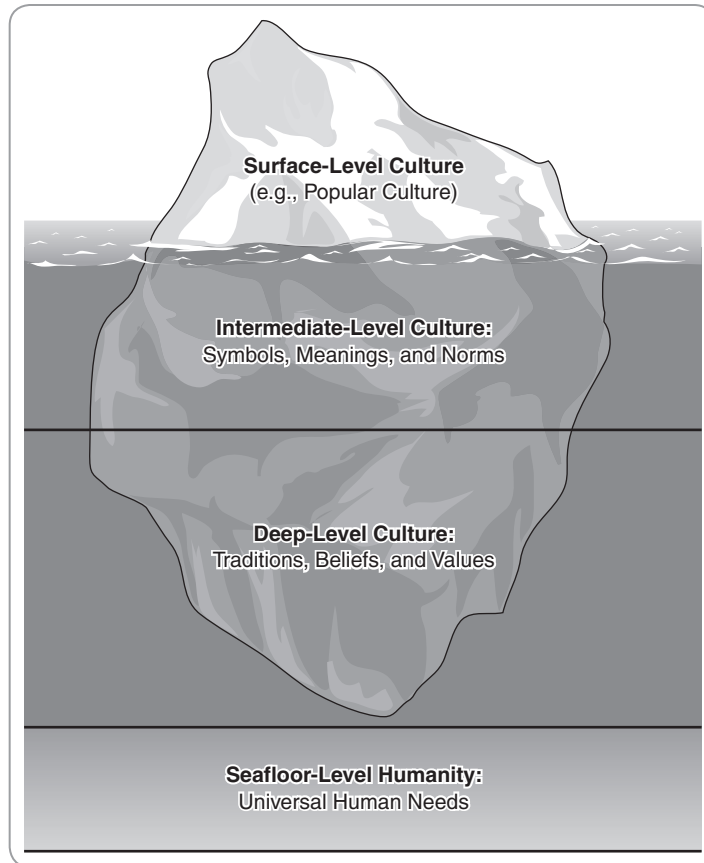 Surface-Level Culture
(e.g., Popular Culture)
Intermediate-Level Culture:
Symbols, Meanings, and Norms
Deep-Level Culture:
Traditions, Beliefs, and Values
Seafloor-Level Humanity:
Universal Human Needs